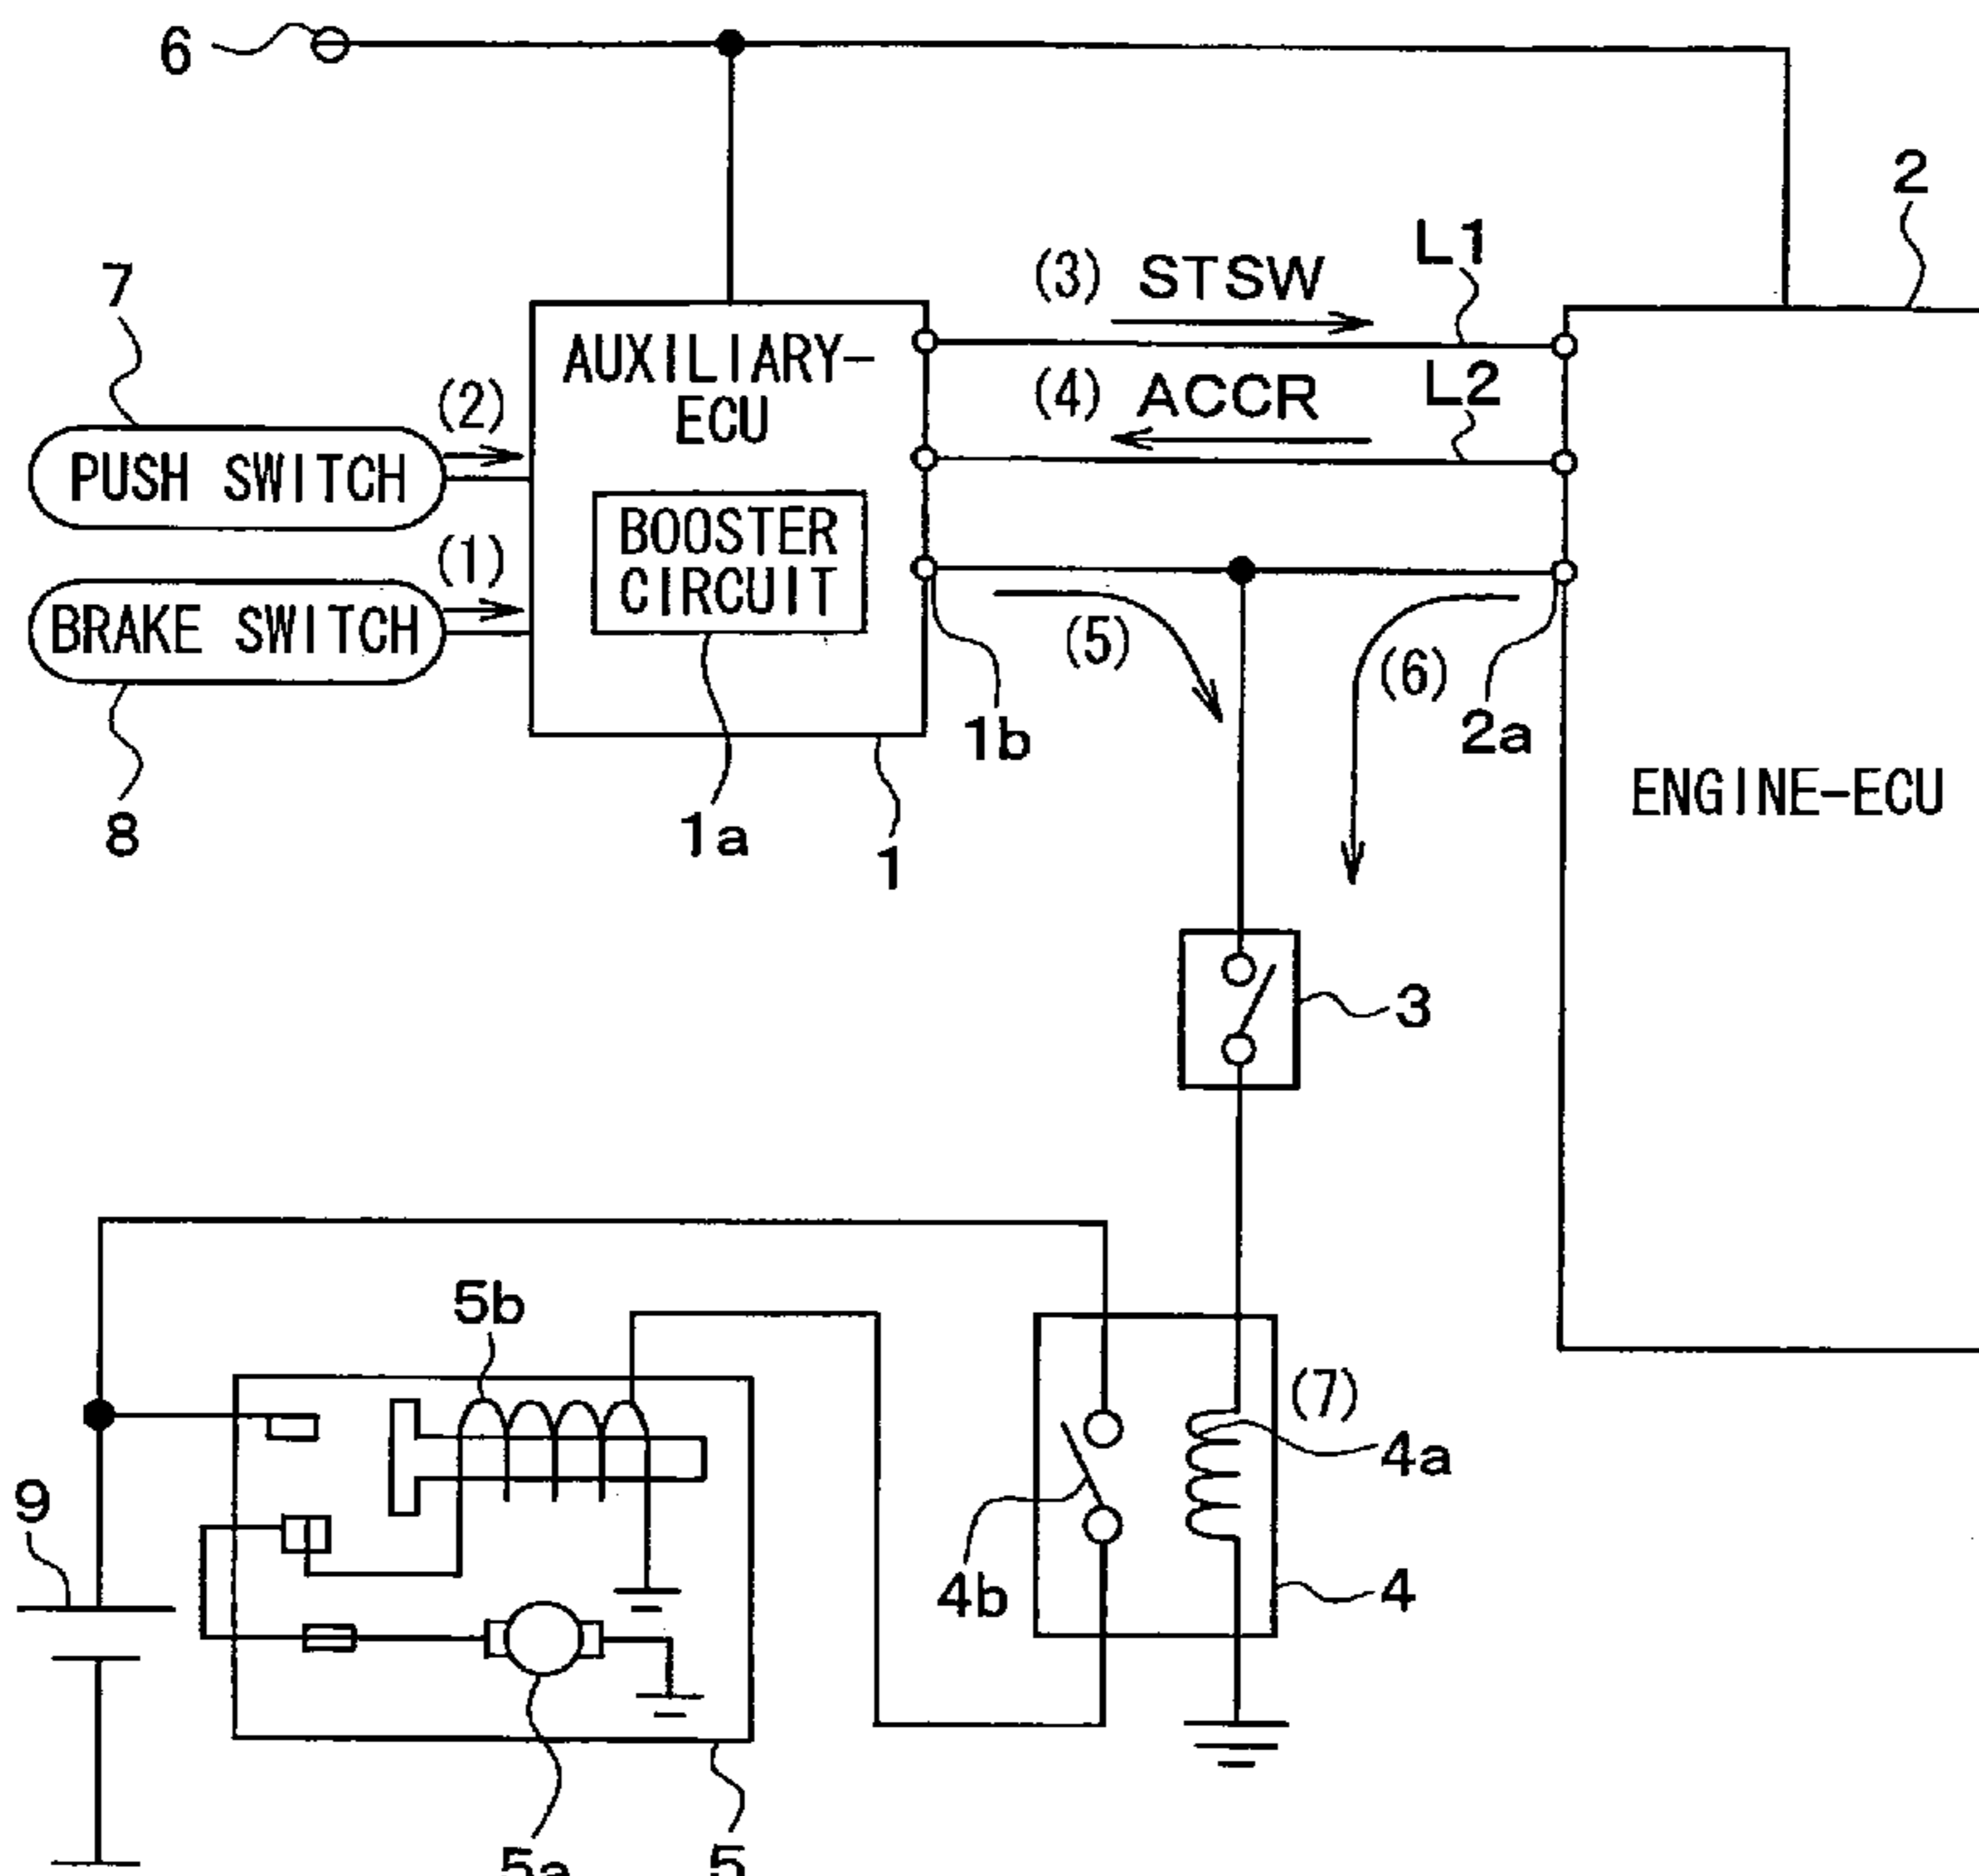 6
2
7
(3) STSW
L1
AUXILIARY-
ECU
(4) ACCR
L2
(2)
PUSH SWITCH
BOOSTER
CIRCUIT
(1)
BRAKE SWITCH
(5)
(6)
1b
2a
ENGINE-ECU
8
1a
1
3
5b
(7)
4a
9
4b
4
5a
5